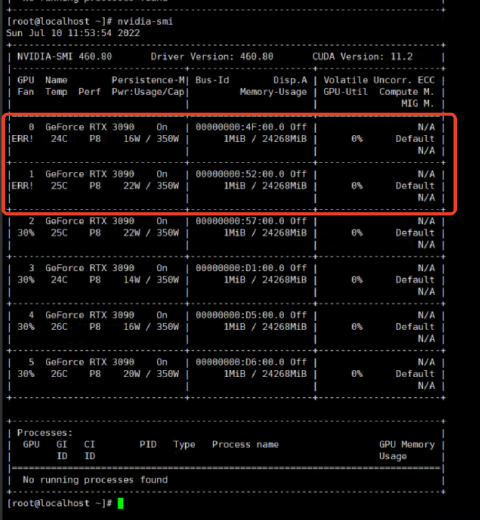 [root@localhost ~]# nvidia-smi
Sun Jul 10 11:53:54 2022
NVIDIA-SMI 460.80 Driver Version: 460.80 CUDA Version: 11.2
GPU Name Persistence-M| Bus-Id Disp.A | Volatile Uncorr. ECC
Fan Temp Perf Pwr:Usage/Cap| Memory-Usage | GPU-Util Compute M.
MIG M.
0 GeForce RTX 3090 On | 00000000:4F:00.0 Off | N/A
ERR! 24C P8 16W / 350W | 1MiB / 24268MiB | 0% Default
N/A
1 GeForce RTX 3090 On | 00000000:52:00.0 Off | N/A
ERR! 25C P8 22W / 350W | 1MiB / 24268MiB | 0% Default
N/A
2 GeForce RTX 3090 On | 00000000:57:00.0 Off | N/A
30% 25C P8 22W / 350W | 1MiB / 24268MiB | 0% Default
N/A
3 GeForce RTX 3090 On | 00000000:D1:00.0 Off | N/A
30% 24C P8 14W / 350W | 1MiB / 24268MiB | 0% Default
N/A
4 GeForce RTX 3090 On | 00000000:D5:00.0 Off | N/A
30% 26C P8 16W / 350W | 1MiB / 24268MiB | 0% Default
N/A
5 GeForce RTX 3090 On | 00000000:D6:00.0 Off | N/A
30% 26C P8 20W / 350W | 1MiB / 24268MiB | 0% Default
N/A
Processes:
GPU GI CI PID Type Process name GPU Memory
ID ID Usage
No running processes found
[root@localhost ~]#